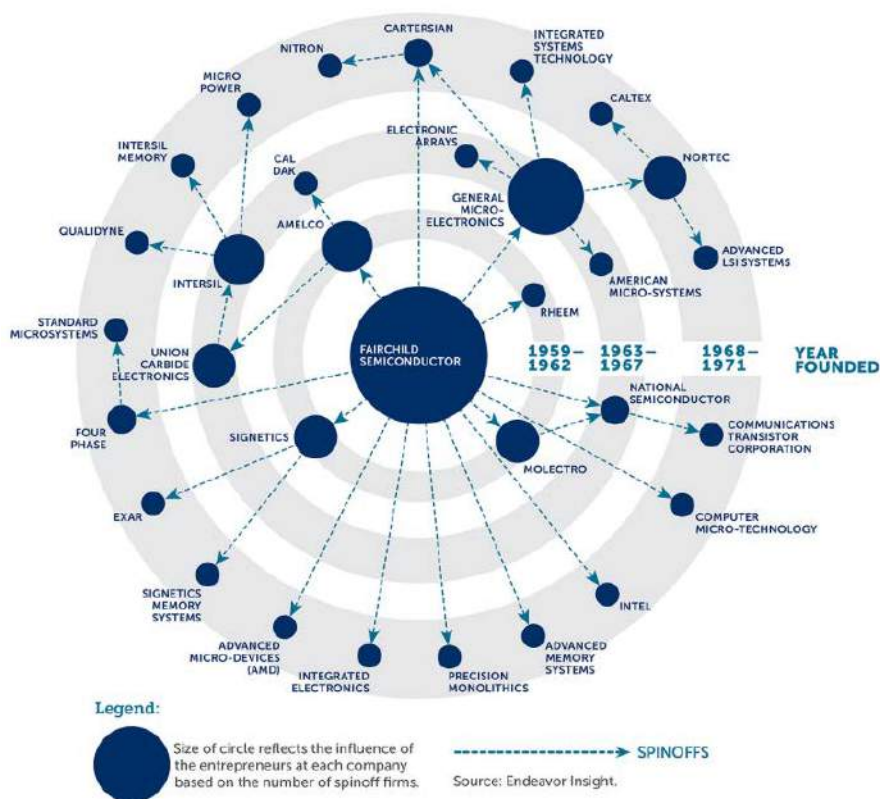 CARTERSIAN
NITRON
INTEGRATED
SYSTEMS
TECHNOLOGY
MICRO
POWER
CALTEX
INTERSIL
MEMORY
CAL
DAK
ELECTRONIC
ARRAYS
NORTEC
AMELCO
GENERAL
MICRO-
ELECTRONICS
QUALIDYNE
INTERSIL
ADVANCED
LSI SYSTEMS
AMERICAN
MICRO-SYSTEMS
RHEEM
STANDARD
MICROSYSTEMS
UNION
CARBIDE
ELECTRONICS
FAIRCHILD
SEMICONDUCTOR
1959–
1962
1963–
1967
1968–
1971
YEAR
FOUNDED
NATIONAL
SEMICONDUCTOR
FOUR
PHASE
SIGNETICS
COMMUNICATIONS
TRANSISTOR
CORPORATION
MOLECTRO
EXAR
COMPUTER
MICRO-TECHNOLOGY
SIGNETICS
MEMORY
SYSTEMS
INTEL
ADVANCED
MICRO-DEVICES
(AMD)
INTEGRATED
ELECTRONICS
PRECISION
MONOLITHICS
ADVANCED
MEMORY
SYSTEMS
Legend:
Size of circle reflects the influence of
the entrepreneurs at each company
based on the number of spinoff firms.
SPINOFFS
Source: Endeavor Insight.